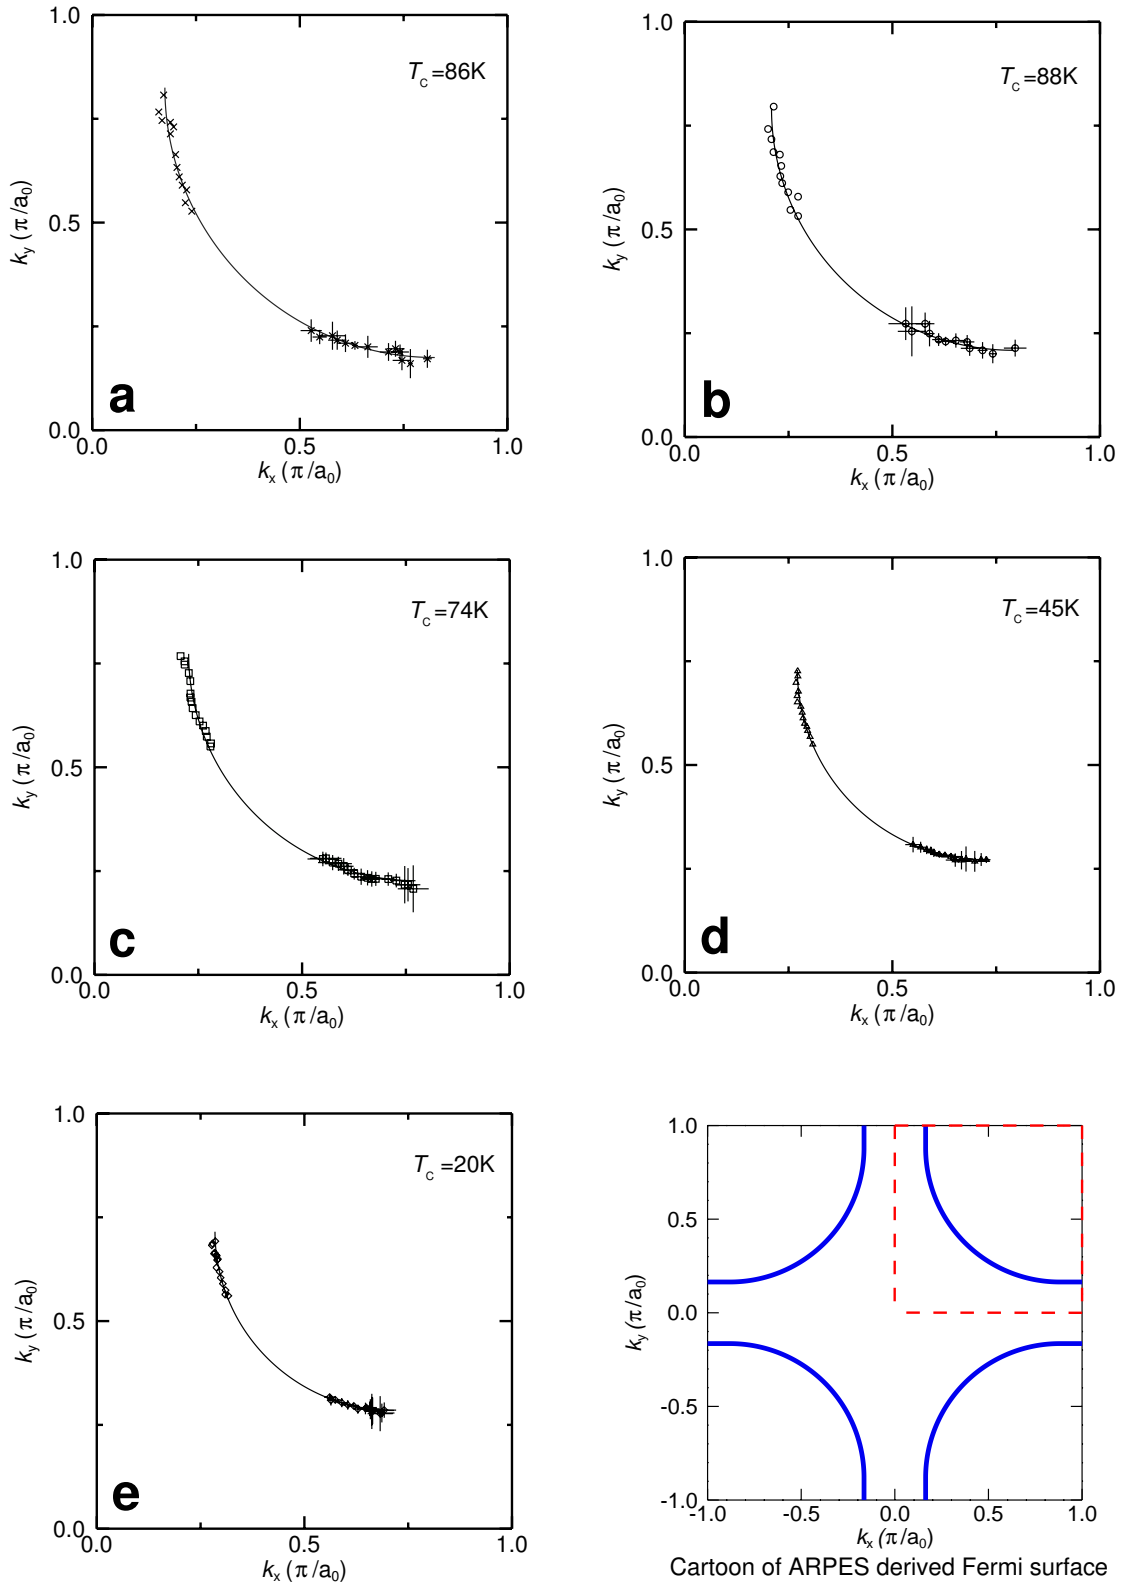 1.0
T_c=86K
k_y (π/a_0)
0.5
a
0.0
0.0 0.5 1.0
k_x (π/a_0)
1.0
T_c=88K
k_y (π/a_0)
0.5
b
0.0
0.0 0.5 1.0
k_x (π/a_0)
1.0
T_c=74K
k_y (π/a_0)
0.5
c
0.0
0.0 0.5 1.0
k_x (π/a_0)
1.0
T_c=45K
k_y (π/a_0)
0.5
d
0.0
0.0 0.5 1.0
k_x (π/a_0)
1.0
T_c=20K
k_y (π/a_0)
0.5
e
0.0
0.0 0.5 1.0
k_x (π/a_0)
1.0
0.5
k_y (π/a_0)
0.0
-0.5
-1.0
-1.0 -0.5 0.0 0.5 1.0
k_x (π/a_0)
Cartoon of ARPES derived Fermi surface